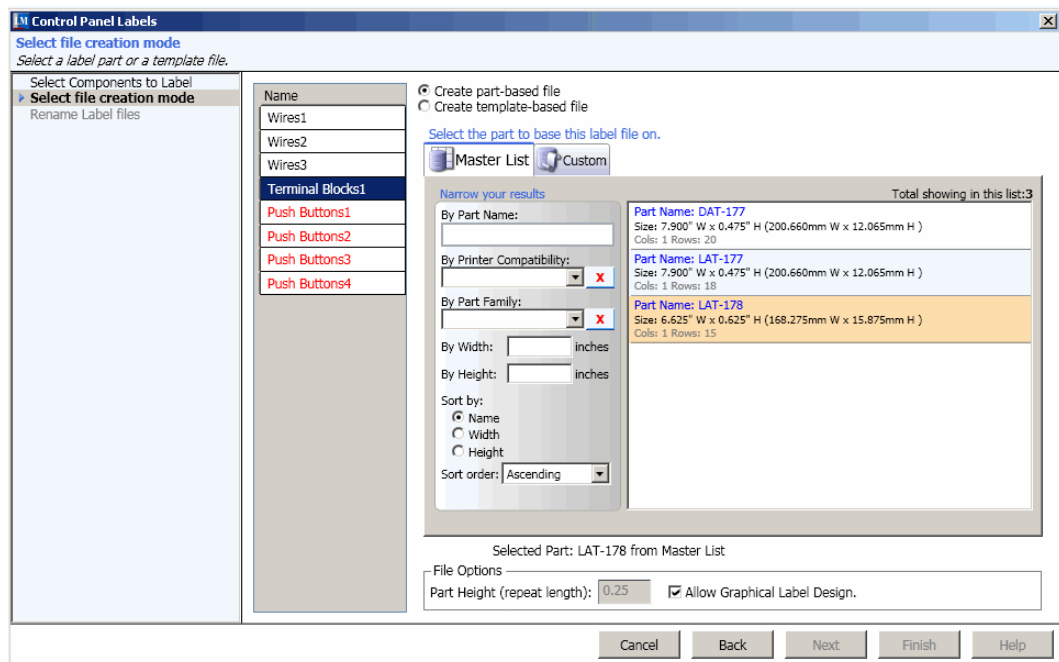 LM Control Panel Labels
Select file creation mode
Select a label part or a template file.
Select Components to Label
Select file creation mode
Rename Label files
Name
Wires1
Wires2
Wires3
Terminal Blocks1
Push Buttons1
Push Buttons2
Push Buttons3
Push Buttons4
Create part-based file
Create template-based file
Select the part to base this label file on.
Master List Custom
Narrow your results
Total showing in this list:3
By Part Name:
By Printer Compatibility:
X
By Part Family:
X
By Width: inches
By Height: inches
Sort by:
Name
Width
Height
Sort order: Ascending
Part Name: DAT-177
Size: 7.900" W x 0.475" H (200.660mm W x 12.065mm H )
Cols: 1 Rows: 20
Part Name: LAT-177
Size: 7.900" W x 0.475" H (200.660mm W x 12.065mm H )
Cols: 1 Rows: 18
Part Name: LAT-178
Size: 6.625" W x 0.625" H (168.275mm W x 15.875mm H )
Cols: 1 Rows: 15
Selected Part: LAT-178 from Master List
File Options
Part Height (repeat length): 0.25 Allow Graphical Label Design.
Cancel Back Next Finish Help